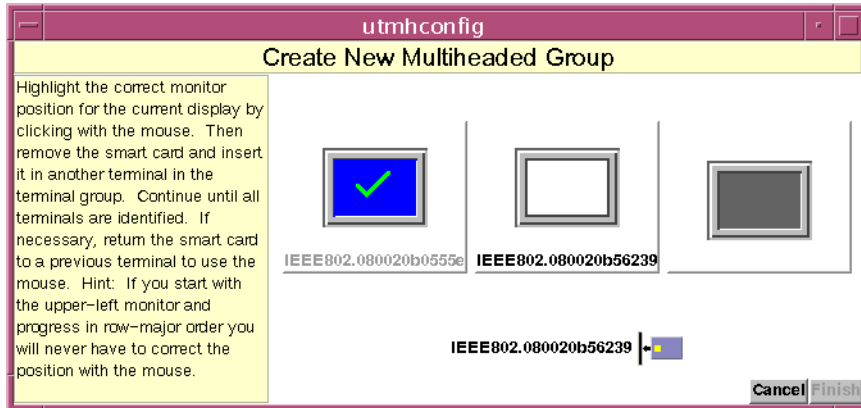 utmhconfig
Create New Multiheaded Group
Highlight the correct monitor
position for the current display by
clicking with the mouse. Then
remove the smart card and insert
it in another terminal in the
terminal group. Continue until all
terminals are identified. If
necessary, return the smart card
to a previous terminal to use the
mouse. Hint: If you start with
the upper-left monitor and
progress in row-major order you
will never have to correct the
position with the mouse.
IEEE802.080020b0555e IEEE802.080020b56239
IEEE802.080020b56239
Cancel Finish